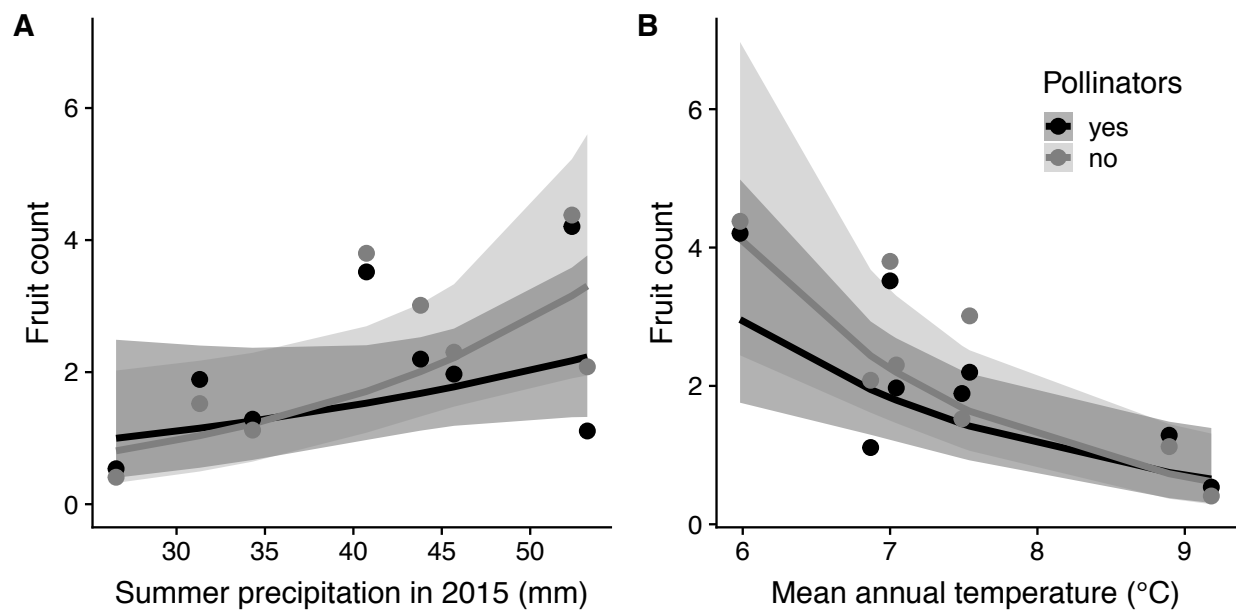 A
Fruit count
6
4
2
0
30 35 40 45 50
Summer precipitation in 2015 (mm)
B
Fruit count
6
4
2
0
6 7 8 9
Mean annual temperature (°C)
Pollinators
yes
no